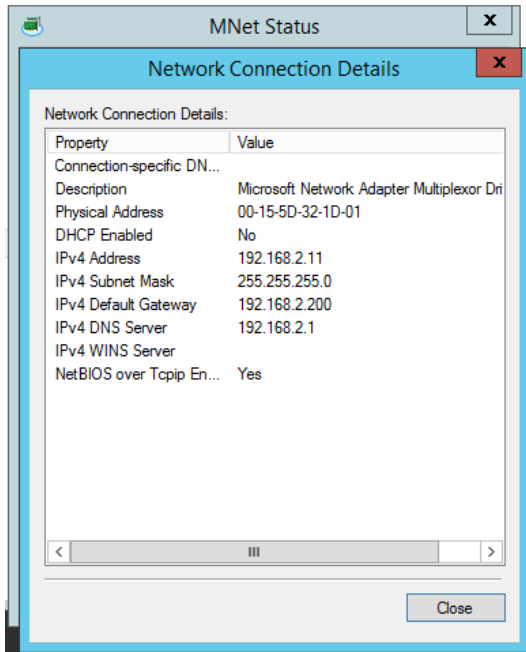 MNet Status
x
Network Connection Details
x
Network Connection Details:
Property Value
Connection-specific DN...
Description Microsoft Network Adapter Multiplexor Dri
Physical Address 00-15-5D-32-1D-01
DHCP Enabled No
IPv4 Address 192.168.2.11
IPv4 Subnet Mask 255.255.255.0
IPv4 Default Gateway 192.168.2.200
IPv4 DNS Server 192.168.2.1
IPv4 WINS Server
NetBIOS over Tcpip En... Yes
Close